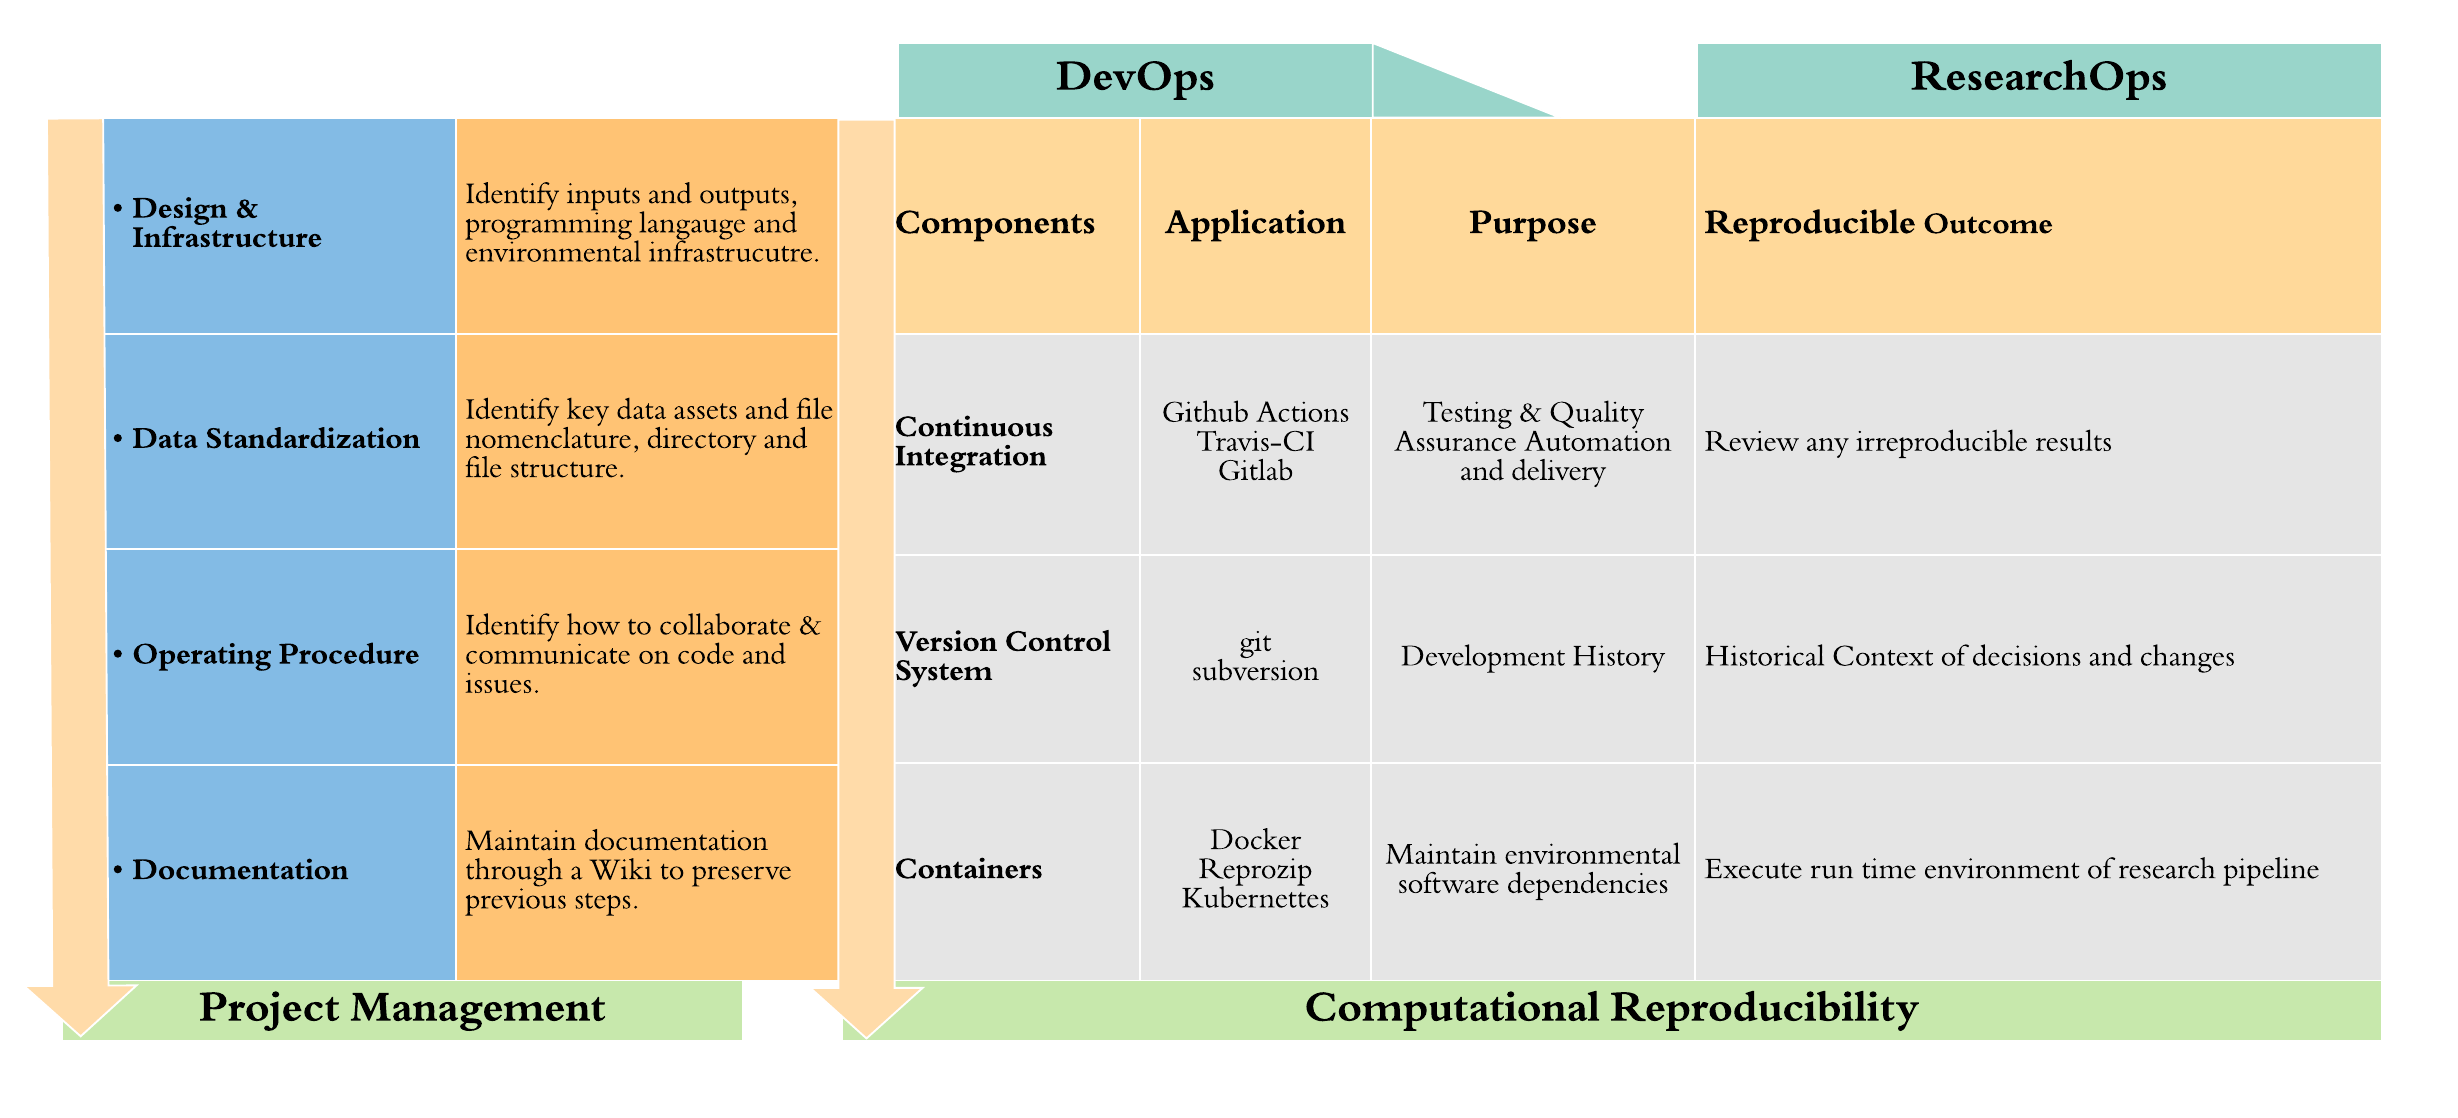 DevOps
ResearchOps
• Design &
Infrastructure
Identify inputs and outputs,
programming langauge and
environmental infrastrucutre.
• Data Standardization
Identify key data assets and file
nomenclature, directory and
file structure.
• Operating Procedure
Identify how to collaborate &
communicate on code and
issues.
• Documentation
Maintain documentation
through a Wiki to preserve
previous steps.
Project Management
Components
Application
Purpose
Reproducible Outcome
Continuous
Integration
Github Actions
Travis-CI
Gitlab
Testing & Quality
Assurance Automation
and delivery
Review any irreproducible results
Version Control
System
git
subversion
Development History
Historical Context of decisions and changes
Containers
Docker
Reprozip
Kubernettes
Maintain environmental
software dependencies
Execute run time environment of research pipeline
Computational Reproducibility